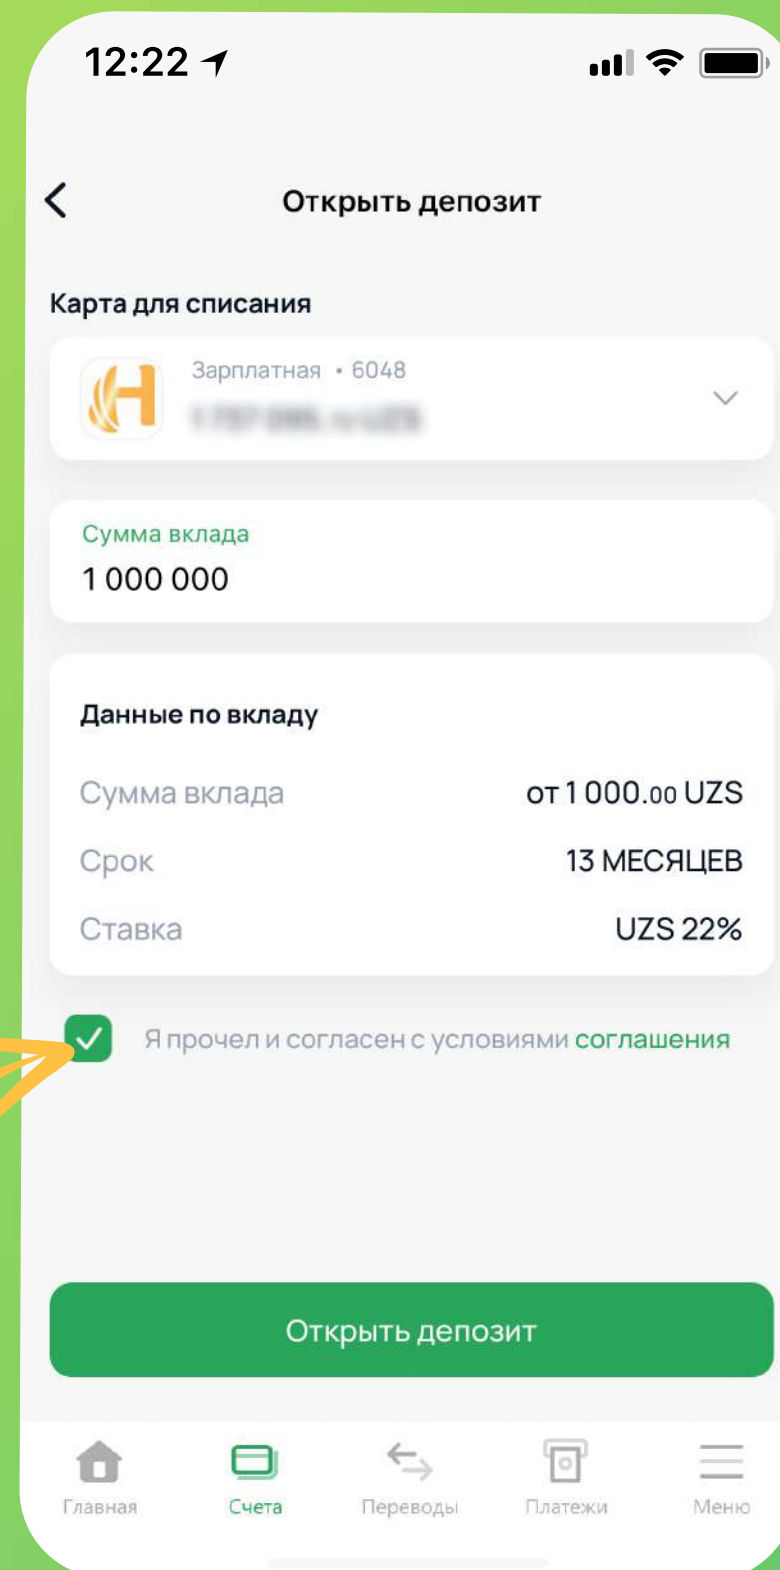 12:22
Открыть депозит
Карта для списания
Зарплатная • 6048
Сумма вклада
1 000 000
Данные по вкладу
Сумма вклада от 1 000.00 UZS
Срок 13 МЕСЯЦЕВ
Ставка UZS 22%
Я прочел и согласен с условиями соглашения
Открыть депозит
Главная Счета Переводы Платежи Меню